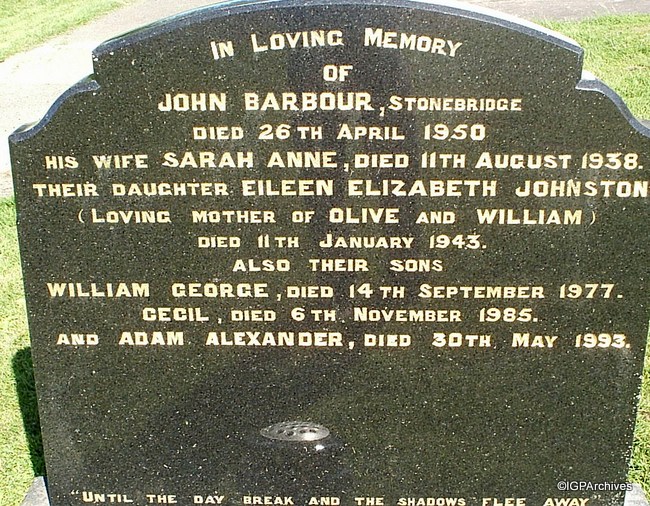 IN LOVING MEMORY
OF
JOHN BARBOUR, STONEBRIDGE
DIED 26TH APRIL 1950
HIS WIFE SARAH ANNE, DIED 11TH AUGUST 1938.
THEIR DAUGHTER EILEEN ELIZABETH JOHNSTON
(LOVING MOTHER OF OLIVE AND WILLIAM)
DIED 11TH JANUARY 1943.
ALSO THEIR SONS
WILLIAM GEORGE, DIED 14TH SEPTEMBER 1977.
CECIL, DIED 6TH NOVEMBER 1985.
AND ADAM ALEXANDER, DIED 30TH MAY 1993.
"UNTIL THE DAY BREAK AND THE SHADOWS FLEE AWAY
©IGPArchives